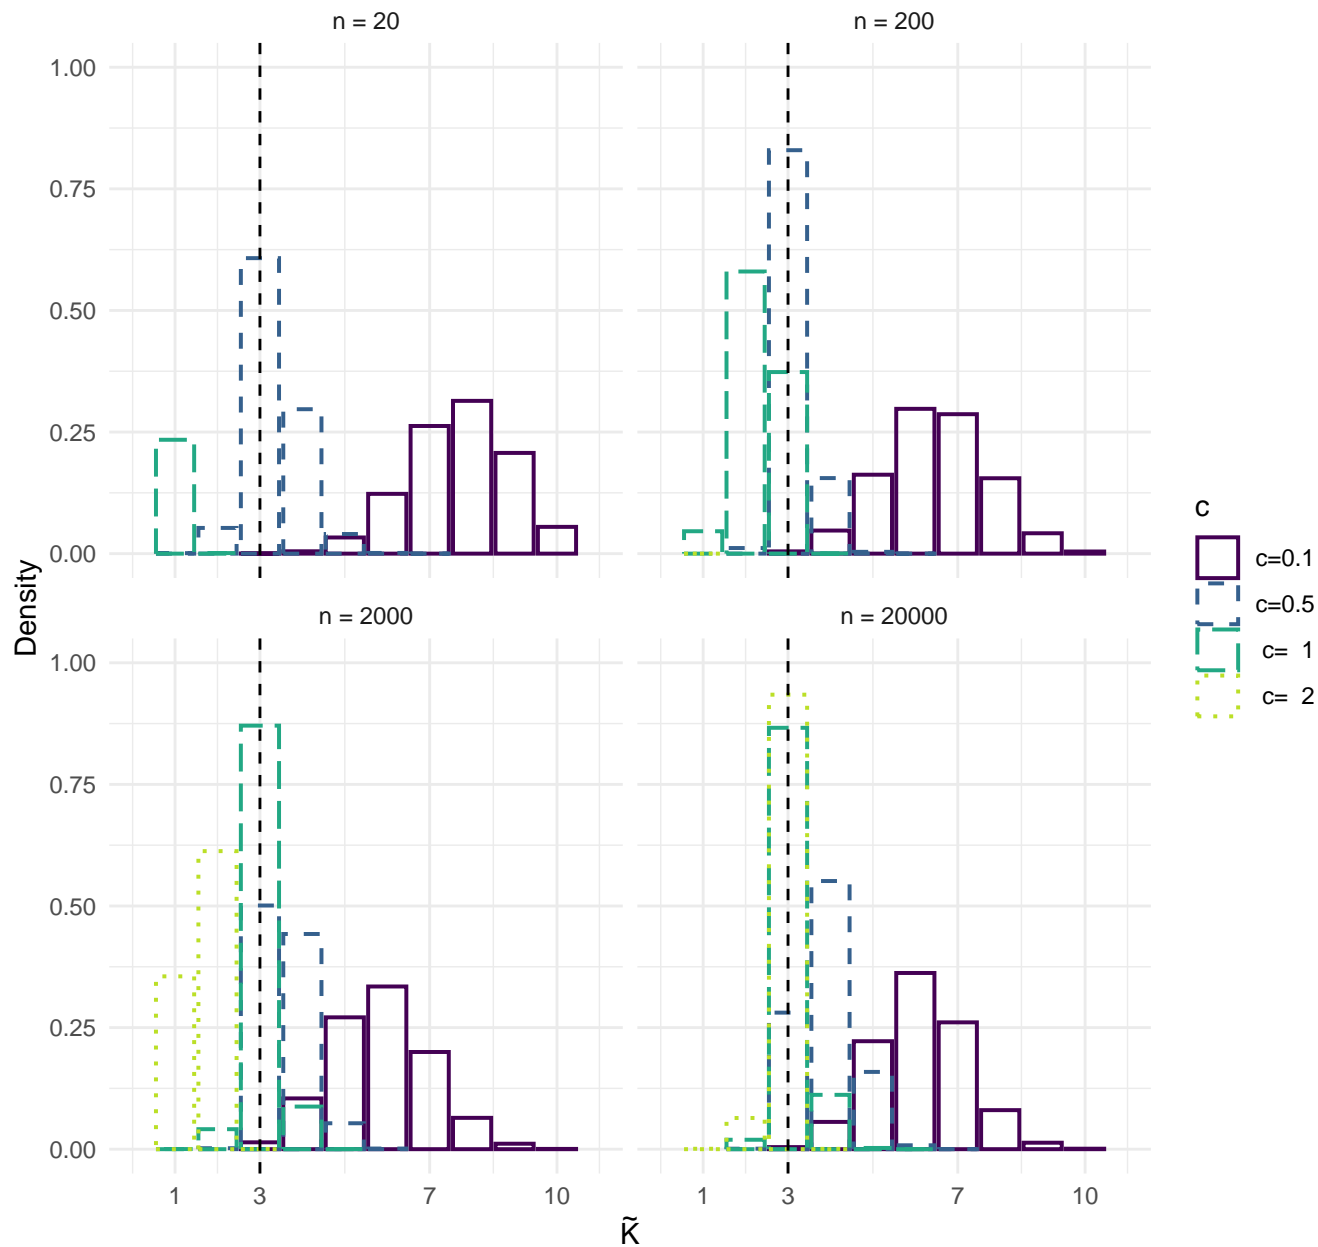 n = 20
n = 200
1.00
0.75
0.50
0.25
0.00
n = 2000
n = 20000
1.00
0.75
0.50
0.25
0.00
1 3 7 10
1 3 7 10
K̃
Density
c
c=0.1
c=0.5
c= 1
c= 2